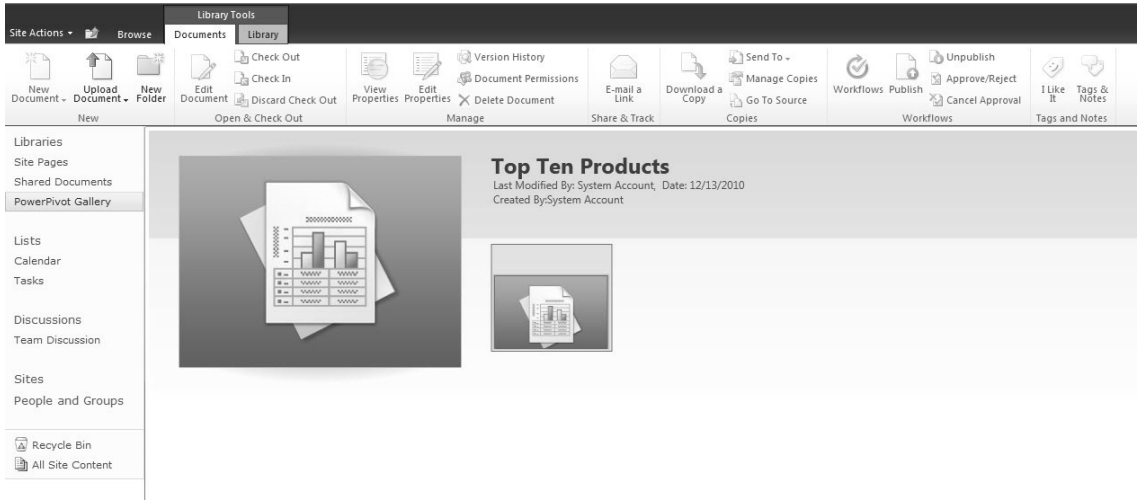 Library Tools
Site Actions Browse Documents Library
New Document Upload Document New Folder
Edit Document Check Out Check In Discard Check Out
View Properties Edit Properties Version History Document Permissions Delete Document
E-mail a Link
Download a Copy Send To Manage Copies Go To Source
Workflows Publish Unpublish Approve/Reject Cancel Approval
I Like It Tags & Notes
New Open & Check Out Manage Share & Track Copies Workflows Tags and Notes
Libraries
Site Pages
Shared Documents
PowerPivot Gallery
Lists
Calendar
Tasks
Discussions
Team Discussion
Sites
People and Groups
Recycle Bin
All Site Content
Top Ten Products
Last Modified By: System Account, Date: 12/13/2010
Created By:System Account